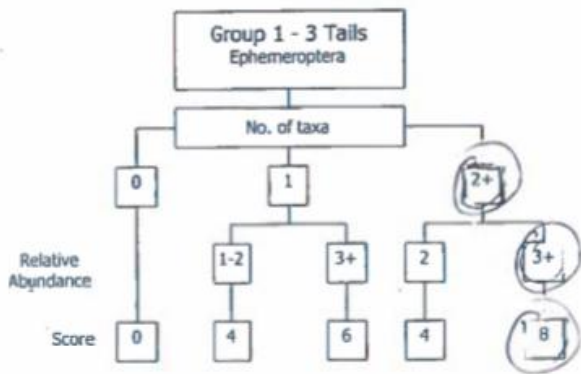 Group 1 - 3 Tails
Ephemeroptera
No. of taxa
0 1 2+
Relative
Abundance
1-2 3+ 2 3+
Score 0 4 6 4 8